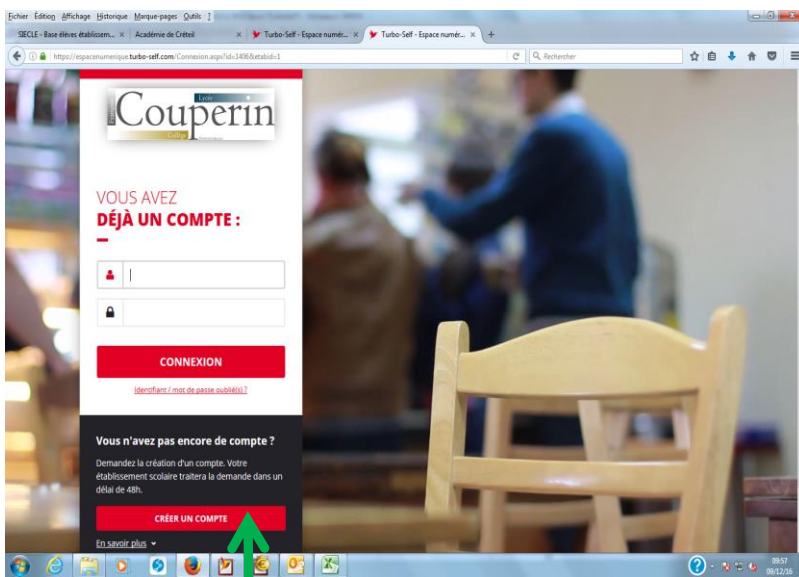 Fichier Édition Affichage Historique Marque-pages Outils ?
SIECLE - Base élèves établissem... × Académie de Créteil × Turbo-Self - Espace numér... × Turbo-Self - Espace numér... × +
https://espacenumerique.turbo-self.com/Connexion.aspx?id=1406&etabid=1 Rechercher
Lycée
Couperin
Collège
VOUS AVEZ
DÉJÀ UN COMPTE :
CONNEXION
Identifiant / mot de passe oublié(s) ?
Vous n'avez pas encore de compte ?
Demandez la création d'un compte. Votre
établissement scolaire traitera la demande dans un
délai de 48h.
CRÉER UN COMPTE
En savoir plus
09:57
09/12/16